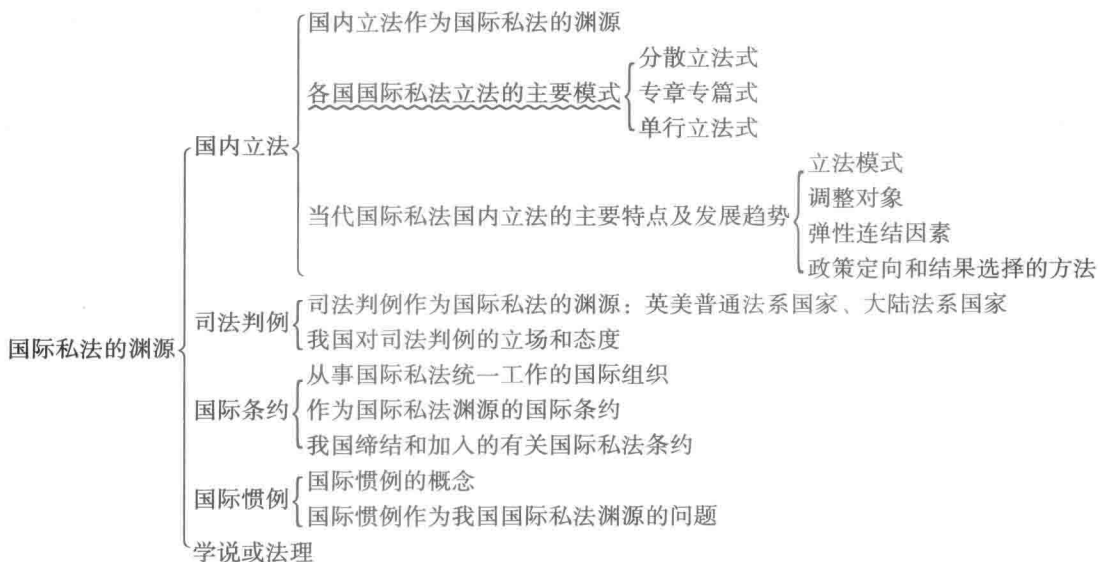 国际私法的渊源
国内立法
国内立法作为国际私法的渊源
各国国际私法立法的主要模式
分散立法式
专章专篇式
单行立法式
当代国际私法国内立法的主要特点及发展趋势
立法模式
调整对象
弹性连结因素
政策定向和结果选择的方法
司法判例
司法判例作为国际私法的渊源：英美普通法系国家、大陆法系国家
我国对司法判例的立场和态度
国际条约
从事国际私法统一工作的国际组织
作为国际私法渊源的国际条约
我国缔结和加入的有关国际私法条约
国际惯例
国际惯例的概念
国际惯例作为我国国际私法渊源的问题
学说或法理